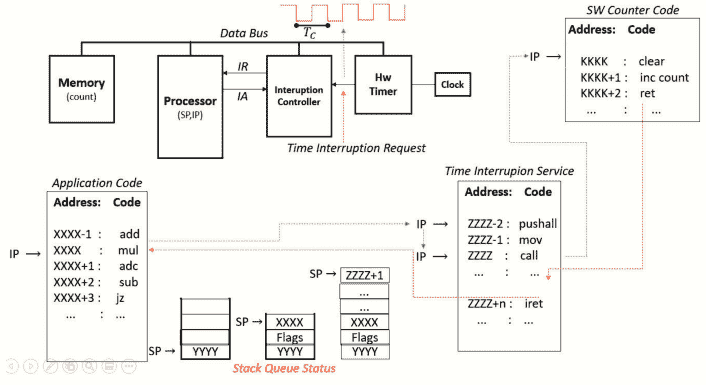 SW Counter Code
Address: Code
IP → KKKK : clear
KKKK+1 : inc count
KKKK+2 : ret
... : ...
T_C
Data Bus
Memory
(count)
Processor
(SP,IP)
IR
IA
Interuption
Controller
Hw
Timer
Clock
Time Interruption Request
Application Code
Address: Code
XXXX-1 : add
IP → XXXX : mul
XXXX+1 : adc
XXXX+2 : sub
XXXX+3 : jz
... : ...
Time Interrupion Service
Address: Code
IP → ZZZZ-2 : pushall
ZZZZ-1 : mov
IP → ZZZZ : call
... : ...
ZZZZ+n : iret
... : ...
SP → YYYY
SP → XXXX
Flags
YYYY
SP → ZZZZ+1
...
...
XXXX
Flags
YYYY
Stack Queue Status